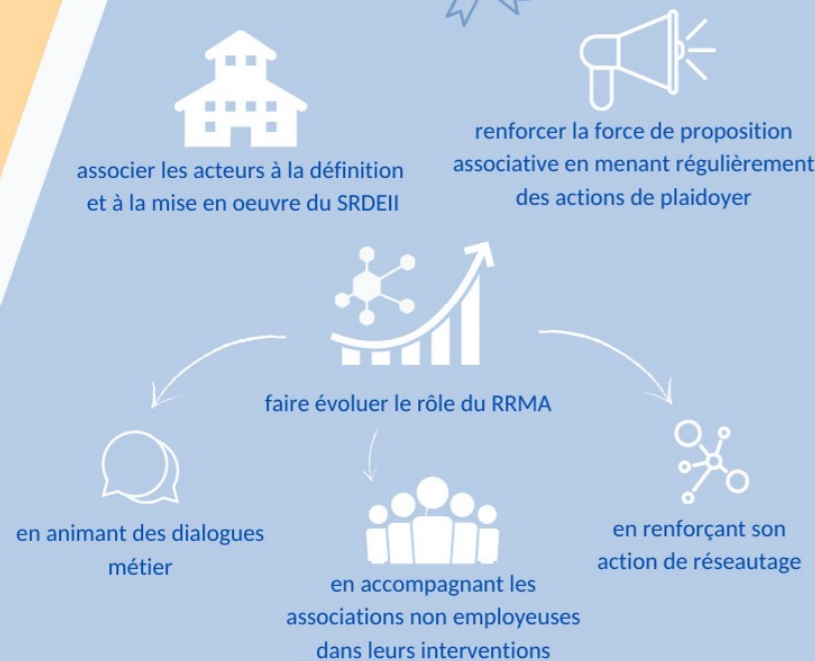 associer les acteurs à la définition
et à la mise en oeuvre du SRDEII
renforcer la force de proposition
associative en menant régulièrement
des actions de plaidoyer
faire évoluer le rôle du RRMA
en animant des dialogues
métier
en accompagnant les
associations non employeuses
dans leurs interventions
en renforçant son
action de réseautage